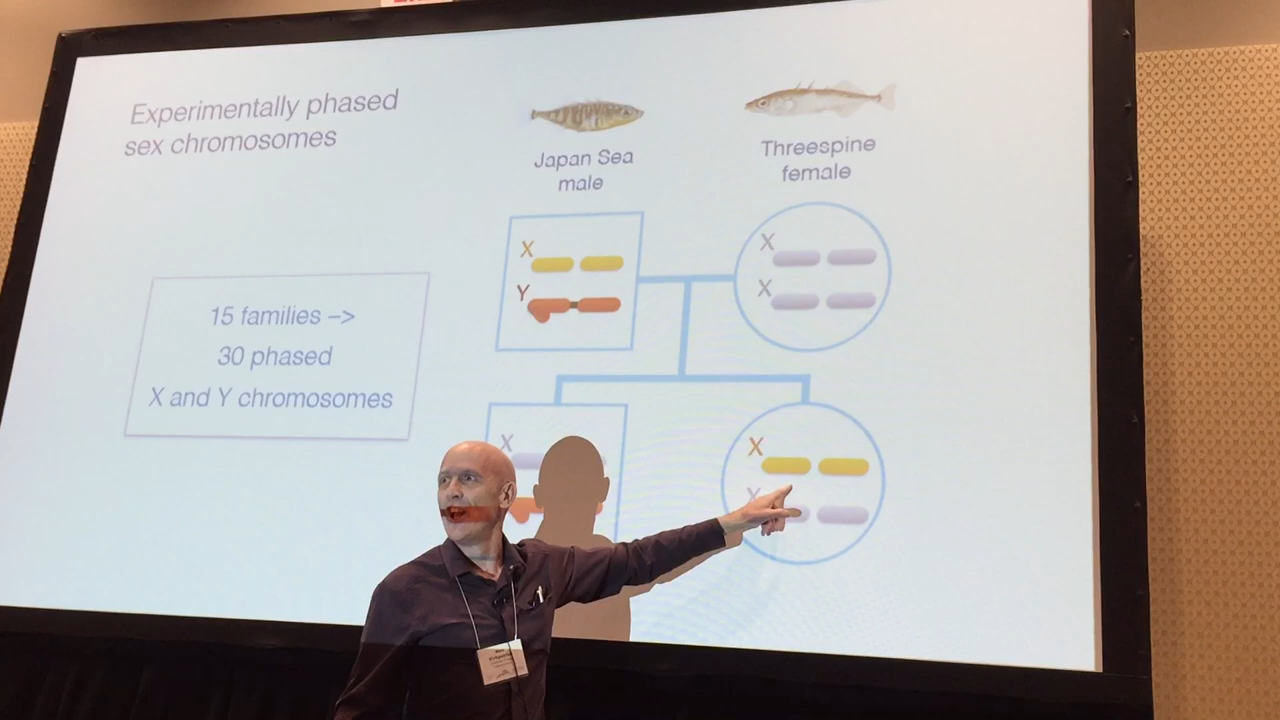 Experimentally phased
sex chromosomes
Japan Sea
male
Threespine
female
X
Y
X
X
15 families –>
30 phased
X and Y chromosomes
X
X
X